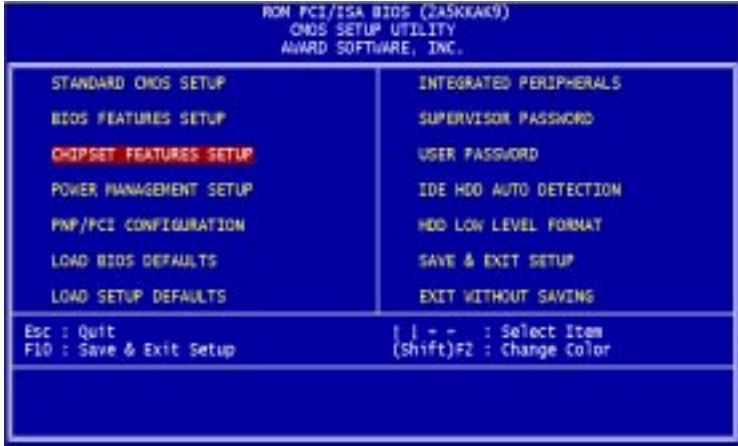 ROM PCI/ISA BIOS (2A5KKAK9)
CMOS SETUP UTILITY
AWARD SOFTWARE, INC.
STANDARD CMOS SETUP
BIOS FEATURES SETUP
CHIPSET FEATURES SETUP
POWER MANAGEMENT SETUP
PNP/PCI CONFIGURATION
LOAD BIOS DEFAULTS
LOAD SETUP DEFAULTS
INTEGRATED PERIPHERALS
SUPERVISOR PASSWORD
USER PASSWORD
IDE HDD AUTO DETECTION
HDD LOW LEVEL FORMAT
SAVE & EXIT SETUP
EXIT WITHOUT SAVING
Esc : Quit
F10 : Save & Exit Setup
: Select Item
(Shift)F2 : Change Color